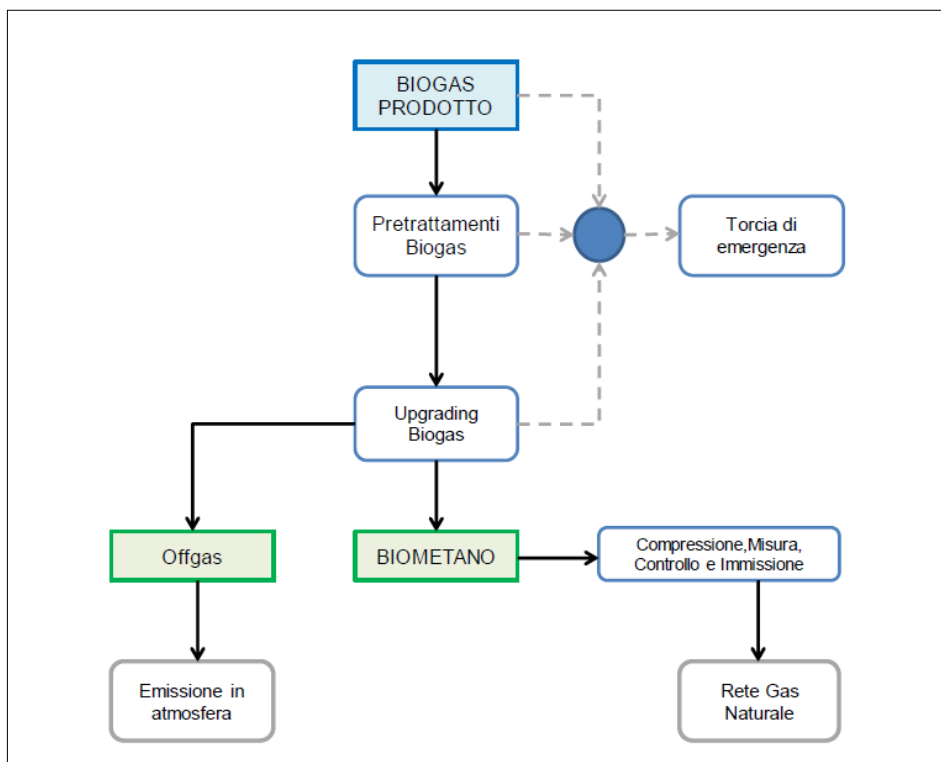 BIOGAS
PRODOTTO
Pretrattamenti
Biogas
Torcia di
emergenza
Upgrading
Biogas
Offgas
BIOMETANO
Compressione,Misura,
Controllo e Immissione
Emissione in
atmosfera
Rete Gas
Naturale